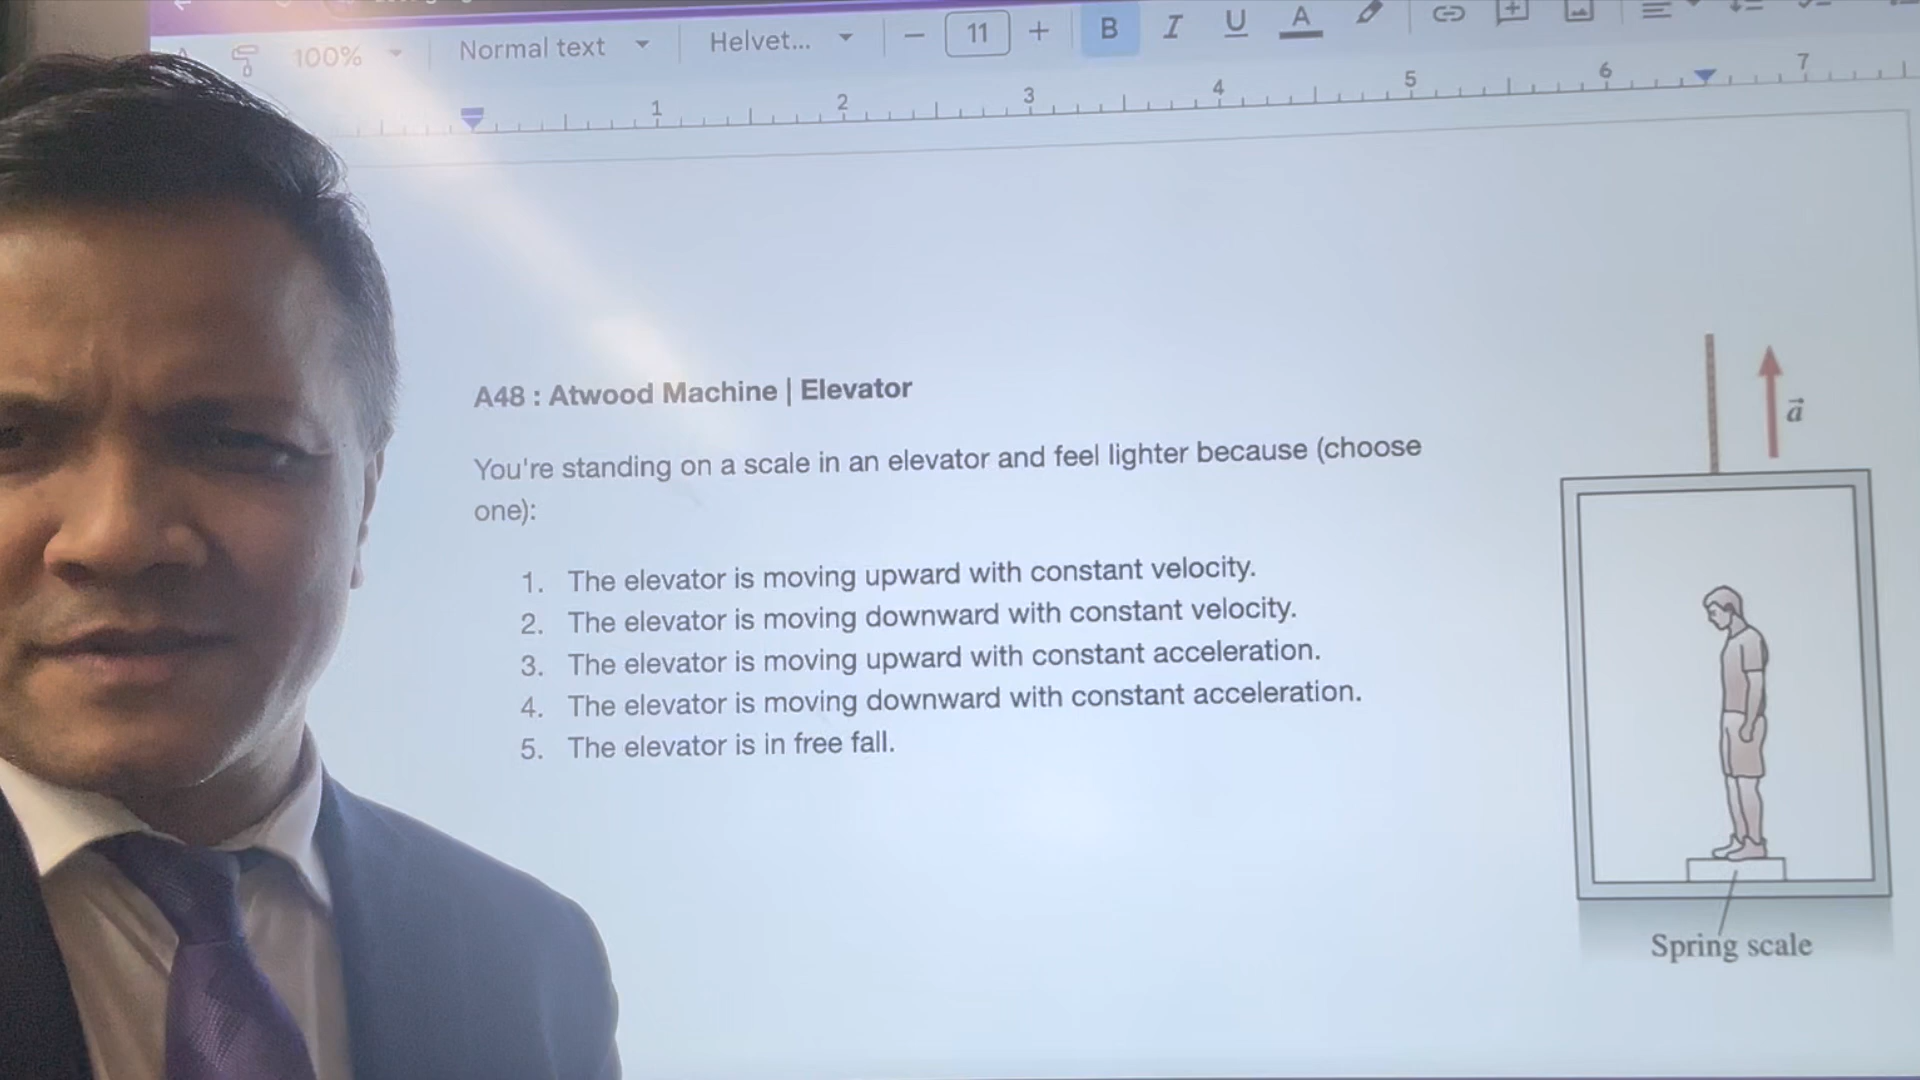 100% Normal text Helvet... − 11 + B I U A
1 2 3 4 5 6 7
A48 : Atwood Machine | Elevator
You're standing on a scale in an elevator and feel lighter because (choose
one):
1. The elevator is moving upward with constant velocity.
2. The elevator is moving downward with constant velocity.
3. The elevator is moving upward with constant acceleration.
4. The elevator is moving downward with constant acceleration.
5. The elevator is in free fall.
a⃗
Spring scale